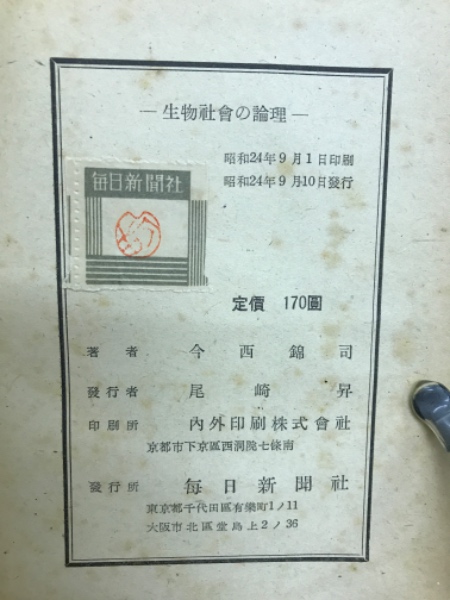 —生物社會の論理—
昭和24年9月1日印刷
昭和24年9月10日發行
每日新聞社
定價 170圓
著者 今西錦司
發行者 尾崎昇
印刷所 內外印刷株式會社
京都市下京區西洞院七條南
發行所 每日新聞社
東京都千代田區有樂町1ノ11
大阪市北區堂島上2ノ36